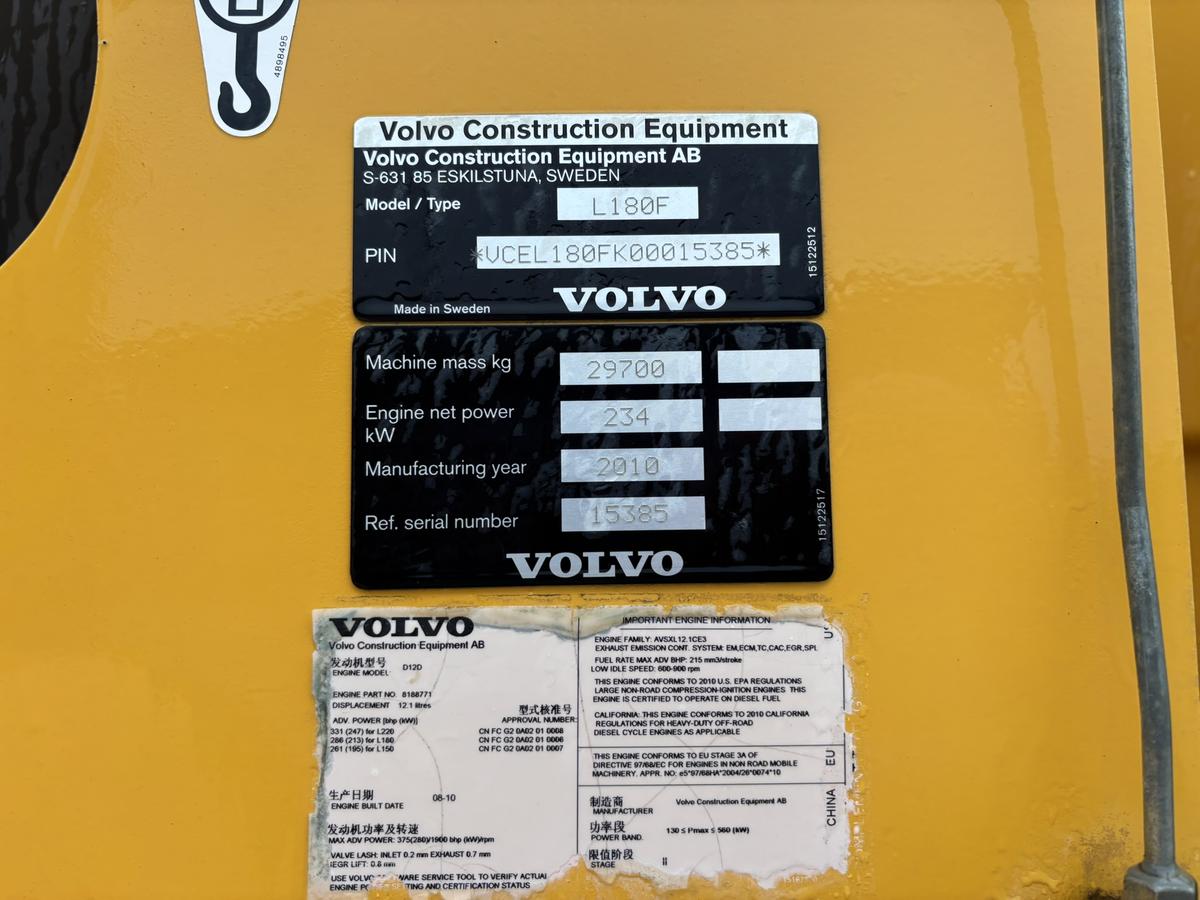 4898495
Volvo Construction Equipment
Volvo Construction Equipment AB
S-631 85 ESKILSTUNA, SWEDEN
Model / Type L180F
PIN *VCEL180FK00015385*
15122512
Made in Sweden VOLVO
Machine mass kg 29700
Engine net power kW 234
Manufacturing year 2010
Ref. serial number 15385
15122517
VOLVO
VOLVO
Volvo Construction Equipment AB
发动机型号
ENGINE MODEL D12D
ENGINE PART NO. 8188771
DISPLACEMENT 12.1 litres
型式核准号
ADV. POWER [bhp (kW)] APPROVAL NUMBER:
331 (247) for L220 CN FC G2 0A02 01 0008
286 (213) for L180 CN FC G2 0A02 01 0006
261 (195) for L150 CN FC G2 0A02 01 0007
生产日期
ENGINE BUILT DATE 08-10
发动机功率及转速
MAX ADV POWER: 375(280)/1900 bhp (kW)/rpm
VALVE LASH: INLET 0.2 mm EXHAUST 0.7 mm
IEGR LIFT: 0.8 mm
USE VOLVO WARE SERVICE TOOL TO VERIFY ACTUAL
ENGINE TING AND CERTIFICATION STATUS
IMPORTANT ENGINE INFORMATION
ENGINE FAMILY: AVSXL12.1CE3
EXHAUST EMISSION CONT. SYSTEM: EM,ECM,TC,CAC,EGR,SPL
FUEL RATE MAX ADV BHP: 215 mm3/stroke
LOW IDLE SPEED: 600-900 rpm
THIS ENGINE CONFORMS TO 2010 U.S. EPA REGULATIONS
LARGE NON-ROAD COMPRESSION-IGNITION ENGINES THIS
ENGINE IS CERTIFIED TO OPERATE ON DIESEL FUEL
CALIFORNIA: THIS ENGINE CONFORMS TO 2010 CALIFORNIA
REGULATIONS FOR HEAVY-DUTY OFF-ROAD
DIESEL CYCLE ENGINES AS APPLICABLE
THIS ENGINE CONFORMS TO EU STAGE 3A OF
DIRECTIVE 97/68/EC FOR ENGINES IN NON ROAD MOBILE
MACHINERY. APPR. NO: e5*97/68HA*2004/26*0074*10
EU
制造商
MANUFACTURER Volvo Construction Equipment AB
功率段
POWER BAND. 130 ≤ Pmax ≤ 560 (kW)
限值阶段
STAGE II
CHINA